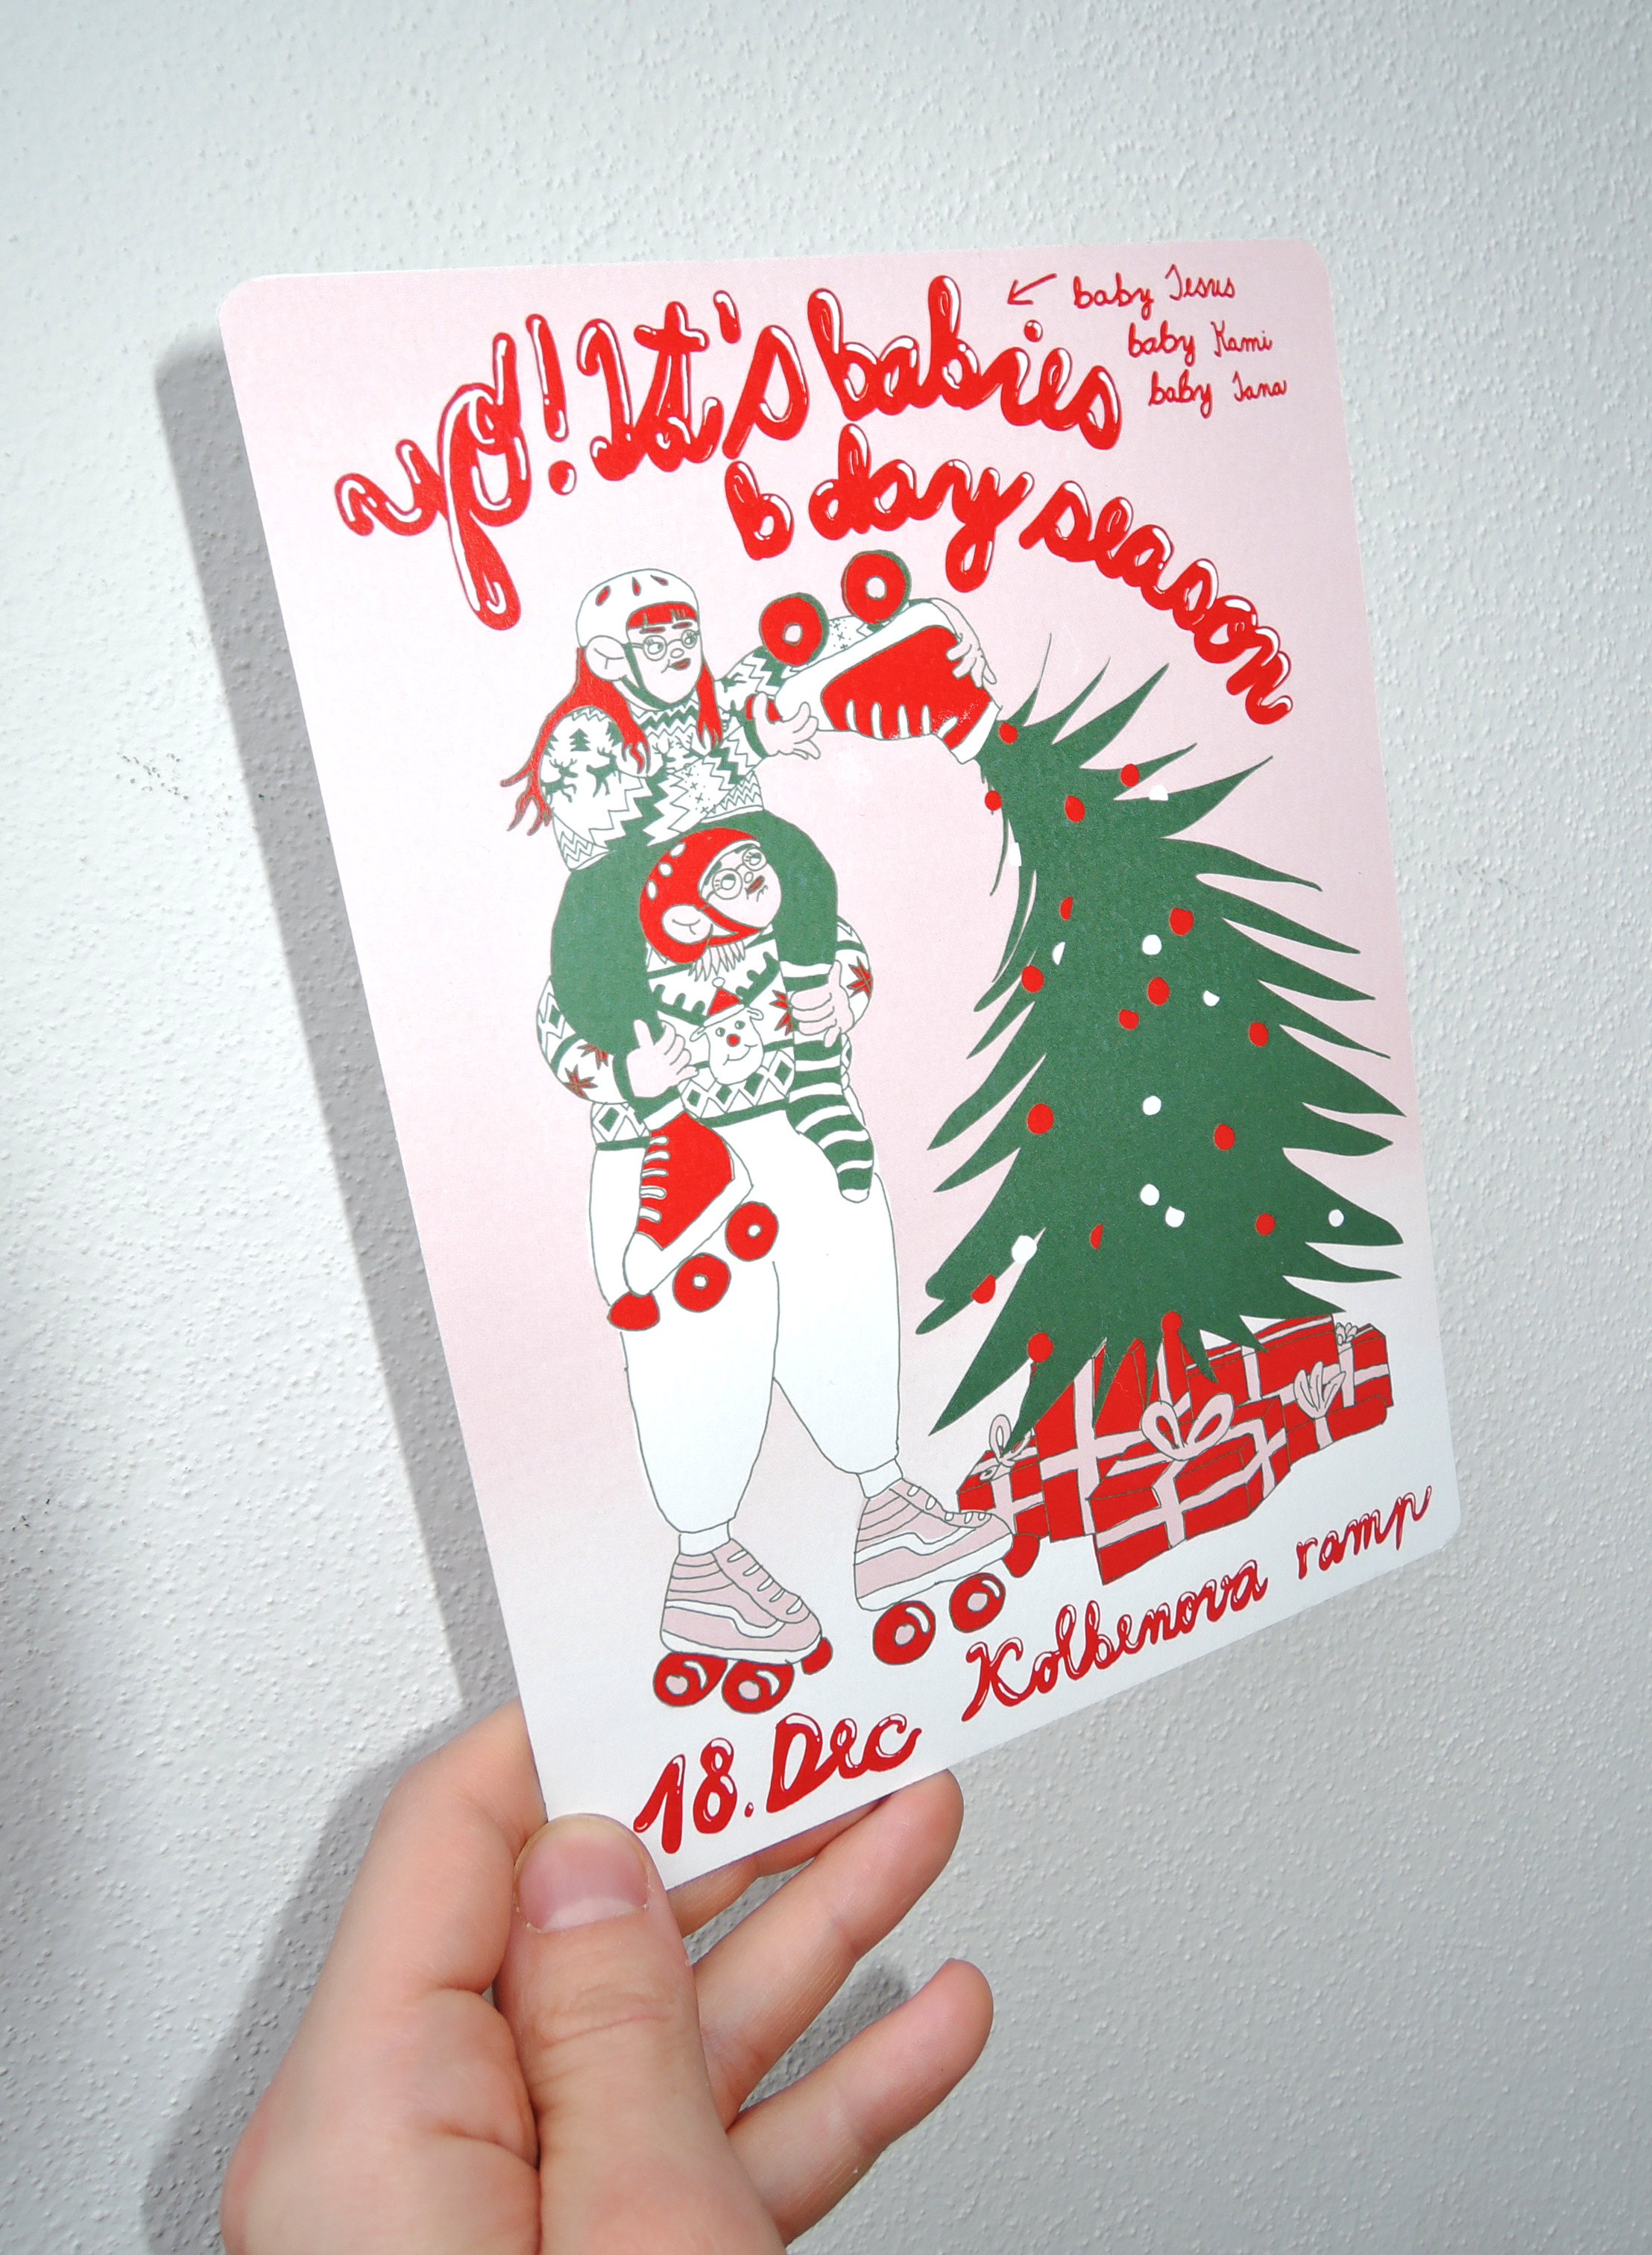 yo! It's babies
b day season
← baby Jesus
baby Kami
baby Jana
18. Dec Kolbenova ramp